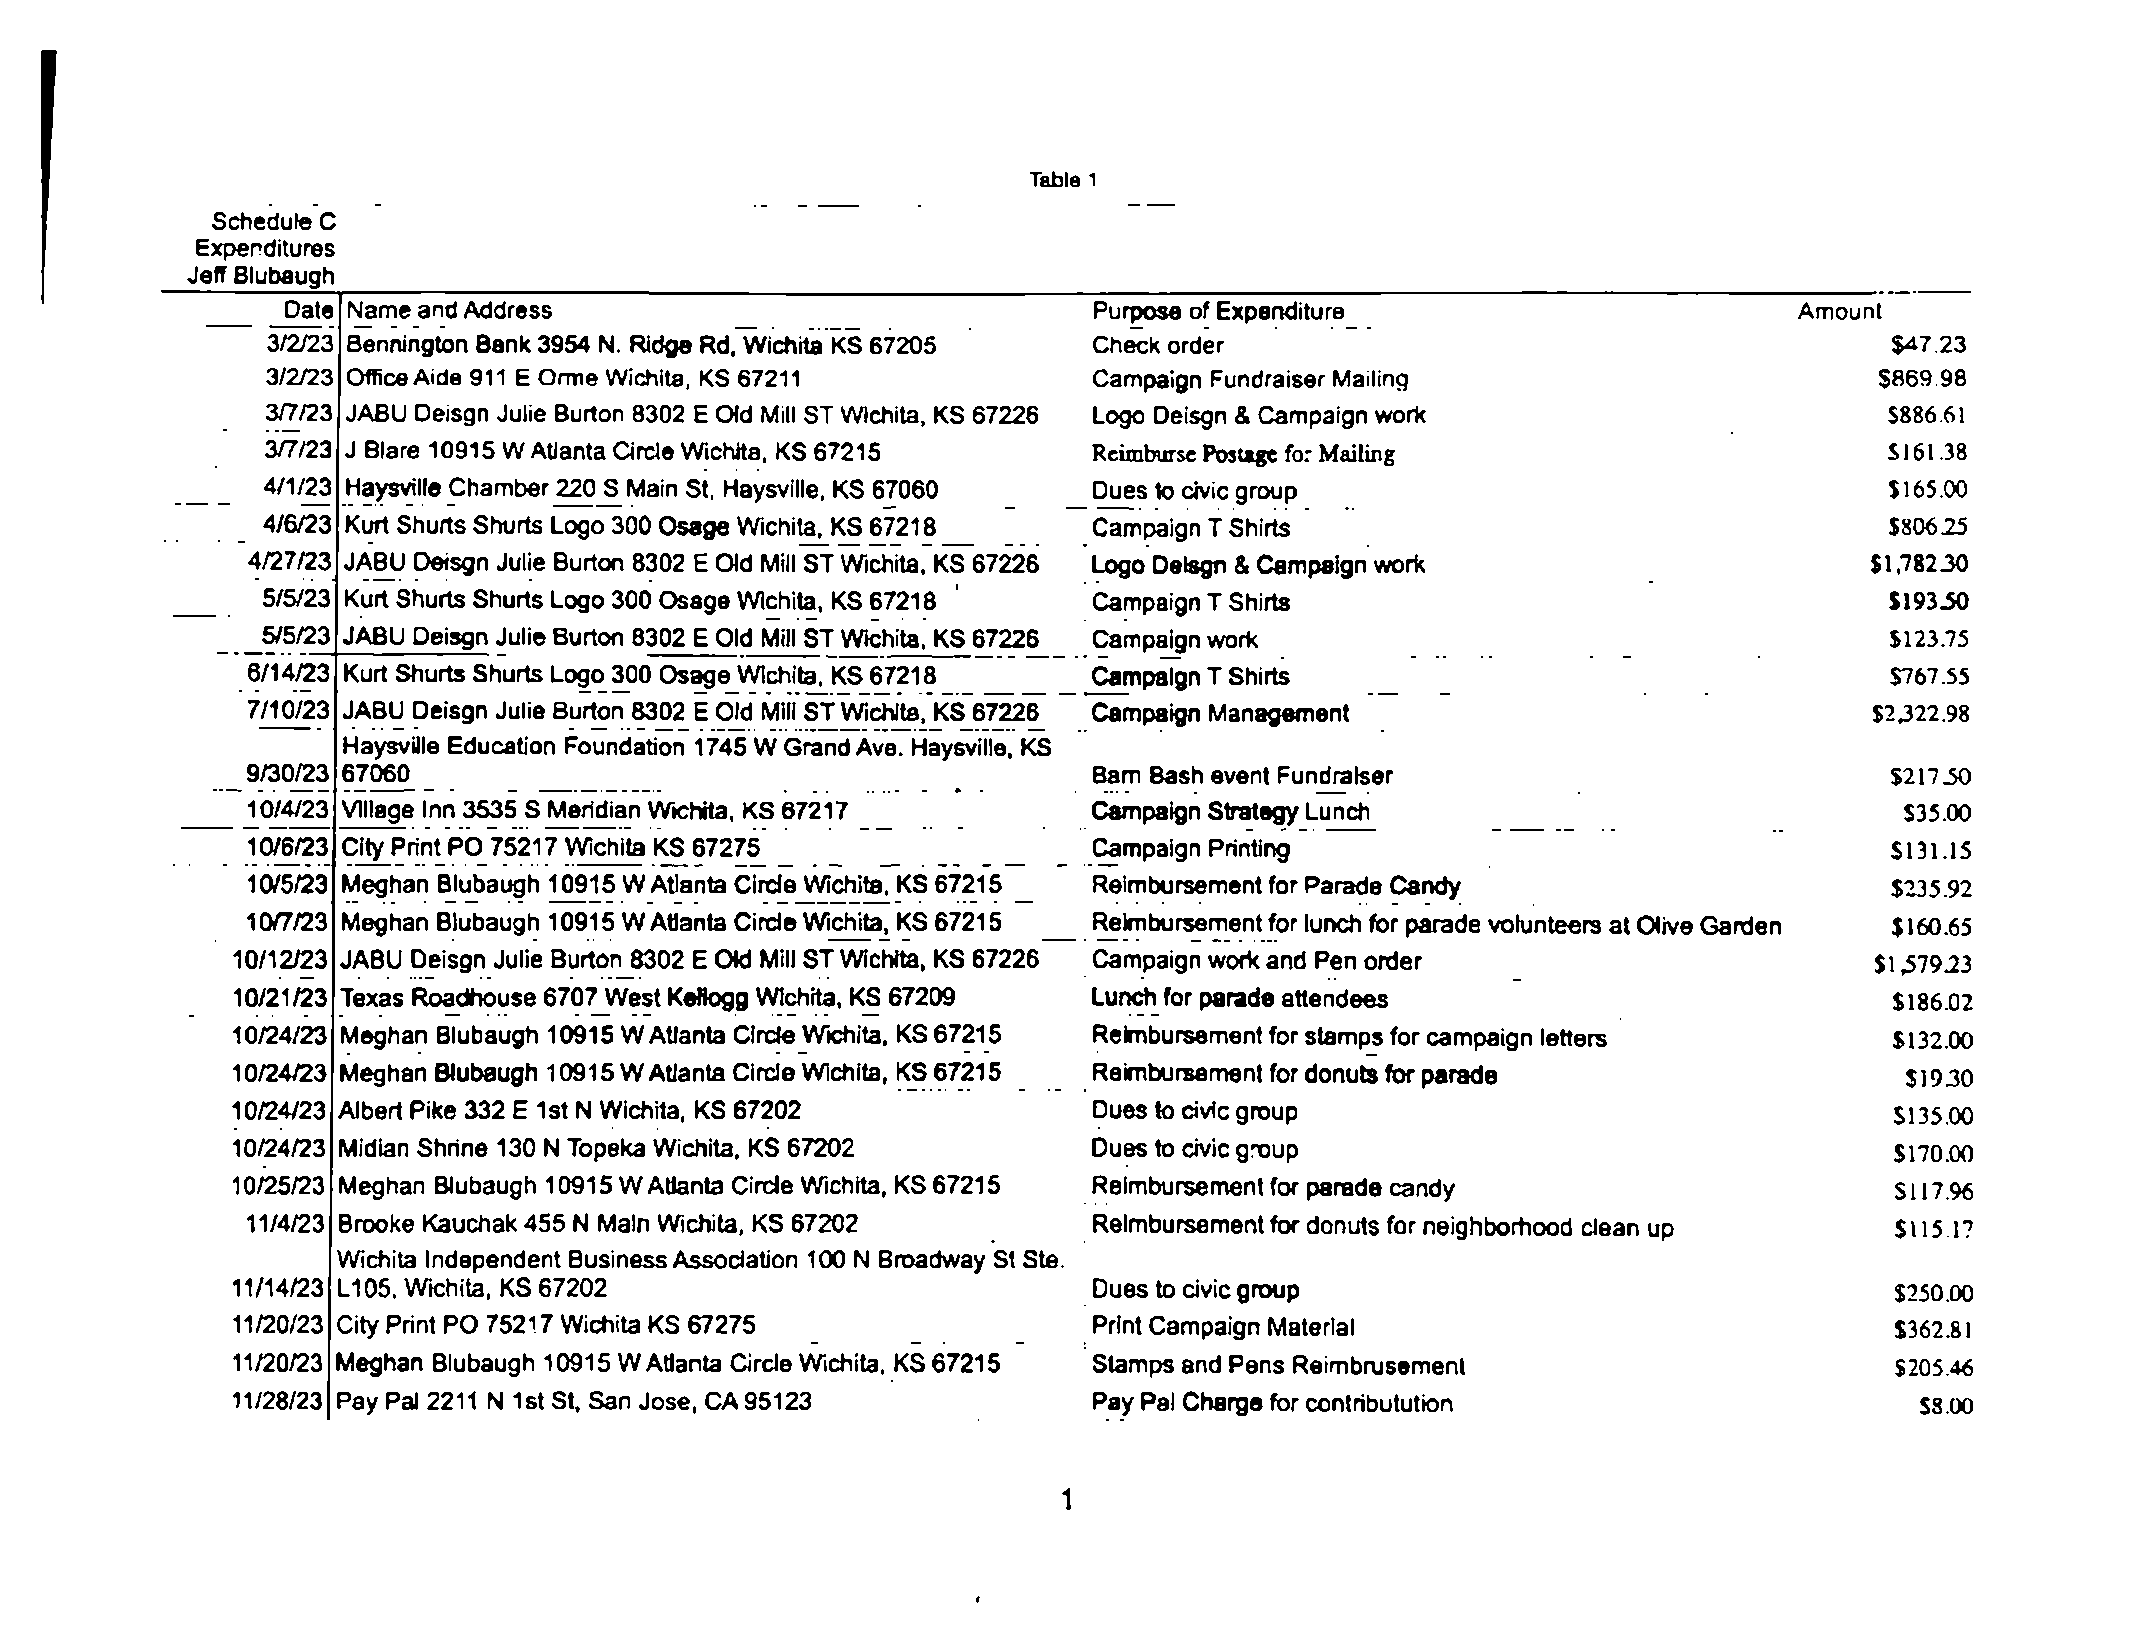 Table 1
Schedule C
Expenditures
Jeff Blubaugh
Date Name and Address Purpose of Expenditure Amount
3/2/23 Bennington Bank 3954 N. Ridge Rd, Wichita KS 67205 Check order $47.23
3/2/23 Office Aide 911 E Orme Wichita, KS 67211 Campaign Fundraiser Mailing $869.98
3/7/23 JABU Deisgn Julie Burton 8302 E Old Mill ST Wichita, KS 67226 Logo Deisgn & Campaign work $886.61
3/7/23 J Blare 10915 W Atlanta Circle Wichita, KS 67215 Reimburse Postage for Mailing $161.38
4/1/23 Haysville Chamber 220 S Main St, Haysville, KS 67060 Dues to civic group $165.00
4/6/23 Kurt Shurts Shurts Logo 300 Osage Wichita, KS 67218 Campaign T Shirts $806.25
4/27/23 JABU Deisgn Julie Burton 8302 E Old Mill ST Wichita, KS 67226 Logo Deisgn & Campaign work $1,782.30
5/5/23 Kurt Shurts Shurts Logo 300 Osage Wichita, KS 67218 Campaign T Shirts $193.50
5/5/23 JABU Deisgn Julie Burton 8302 E Old Mill ST Wichita, KS 67226 Campaign work $123.75
6/14/23 Kurt Shurts Shurts Logo 300 Osage Wichita, KS 67218 Campaign T Shirts $767.55
7/10/23 JABU Deisgn Julie Burton 8302 E Old Mill ST Wichita, KS 67226 Campaign Management $2,322.98
Haysville Education Foundation 1745 W Grand Ave. Haysville, KS
9/30/23 67060 Barn Bash event Fundraiser $217.50
10/4/23 Village Inn 3535 S Meridian Wichita, KS 67217 Campaign Strategy Lunch $35.00
10/6/23 City Print PO 75217 Wichita KS 67275 Campaign Printing $131.15
10/5/23 Meghan Blubaugh 10915 W Atlanta Circle Wichita, KS 67215 Reimbursement for Parade Candy $235.92
10/7/23 Meghan Blubaugh 10915 W Atlanta Circle Wichita, KS 67215 Reimbursement for lunch for parade volunteers at Olive Garden $160.65
10/12/23 JABU Deisgn Julie Burton 8302 E Old Mill ST Wichita, KS 67226 Campaign work and Pen order $1,579.23
10/21/23 Texas Roadhouse 6707 West Kellogg Wichita, KS 67209 Lunch for parade attendees $186.02
10/24/23 Meghan Blubaugh 10915 W Atlanta Circle Wichita, KS 67215 Reimbursement for stamps for campaign letters $132.00
10/24/23 Meghan Blubaugh 10915 W Atlanta Circle Wichita, KS 67215 Reimbursement for donuts for parade $19.30
10/24/23 Albert Pike 332 E 1st N Wichita, KS 67202 Dues to civic group $135.00
10/24/23 Midian Shrine 130 N Topeka Wichita, KS 67202 Dues to civic group $170.00
10/25/23 Meghan Blubaugh 10915 W Atlanta Circle Wichita, KS 67215 Reimbursement for parade candy $117.96
11/4/23 Brooke Kauchak 455 N Main Wichita, KS 67202 Reimbursement for donuts for neighborhood clean up
Wichita Independent Business Association 100 N Broadway St Ste.
11/14/23 L105, Wichita, KS 67202 Dues to civic group $250.00
11/20/23 City Print PO 75217 Wichita KS 67275 Print Campaign Material $362.81
11/20/23 Meghan Blubaugh 10915 W Atlanta Circle Wichita, KS 67215 Stamps and Pens Reimbrusement $205.46
11/28/23 Pay Pal 2211 N 1st St, San Jose, CA 95123 Pay Pal Charge for contributution $8.00
1